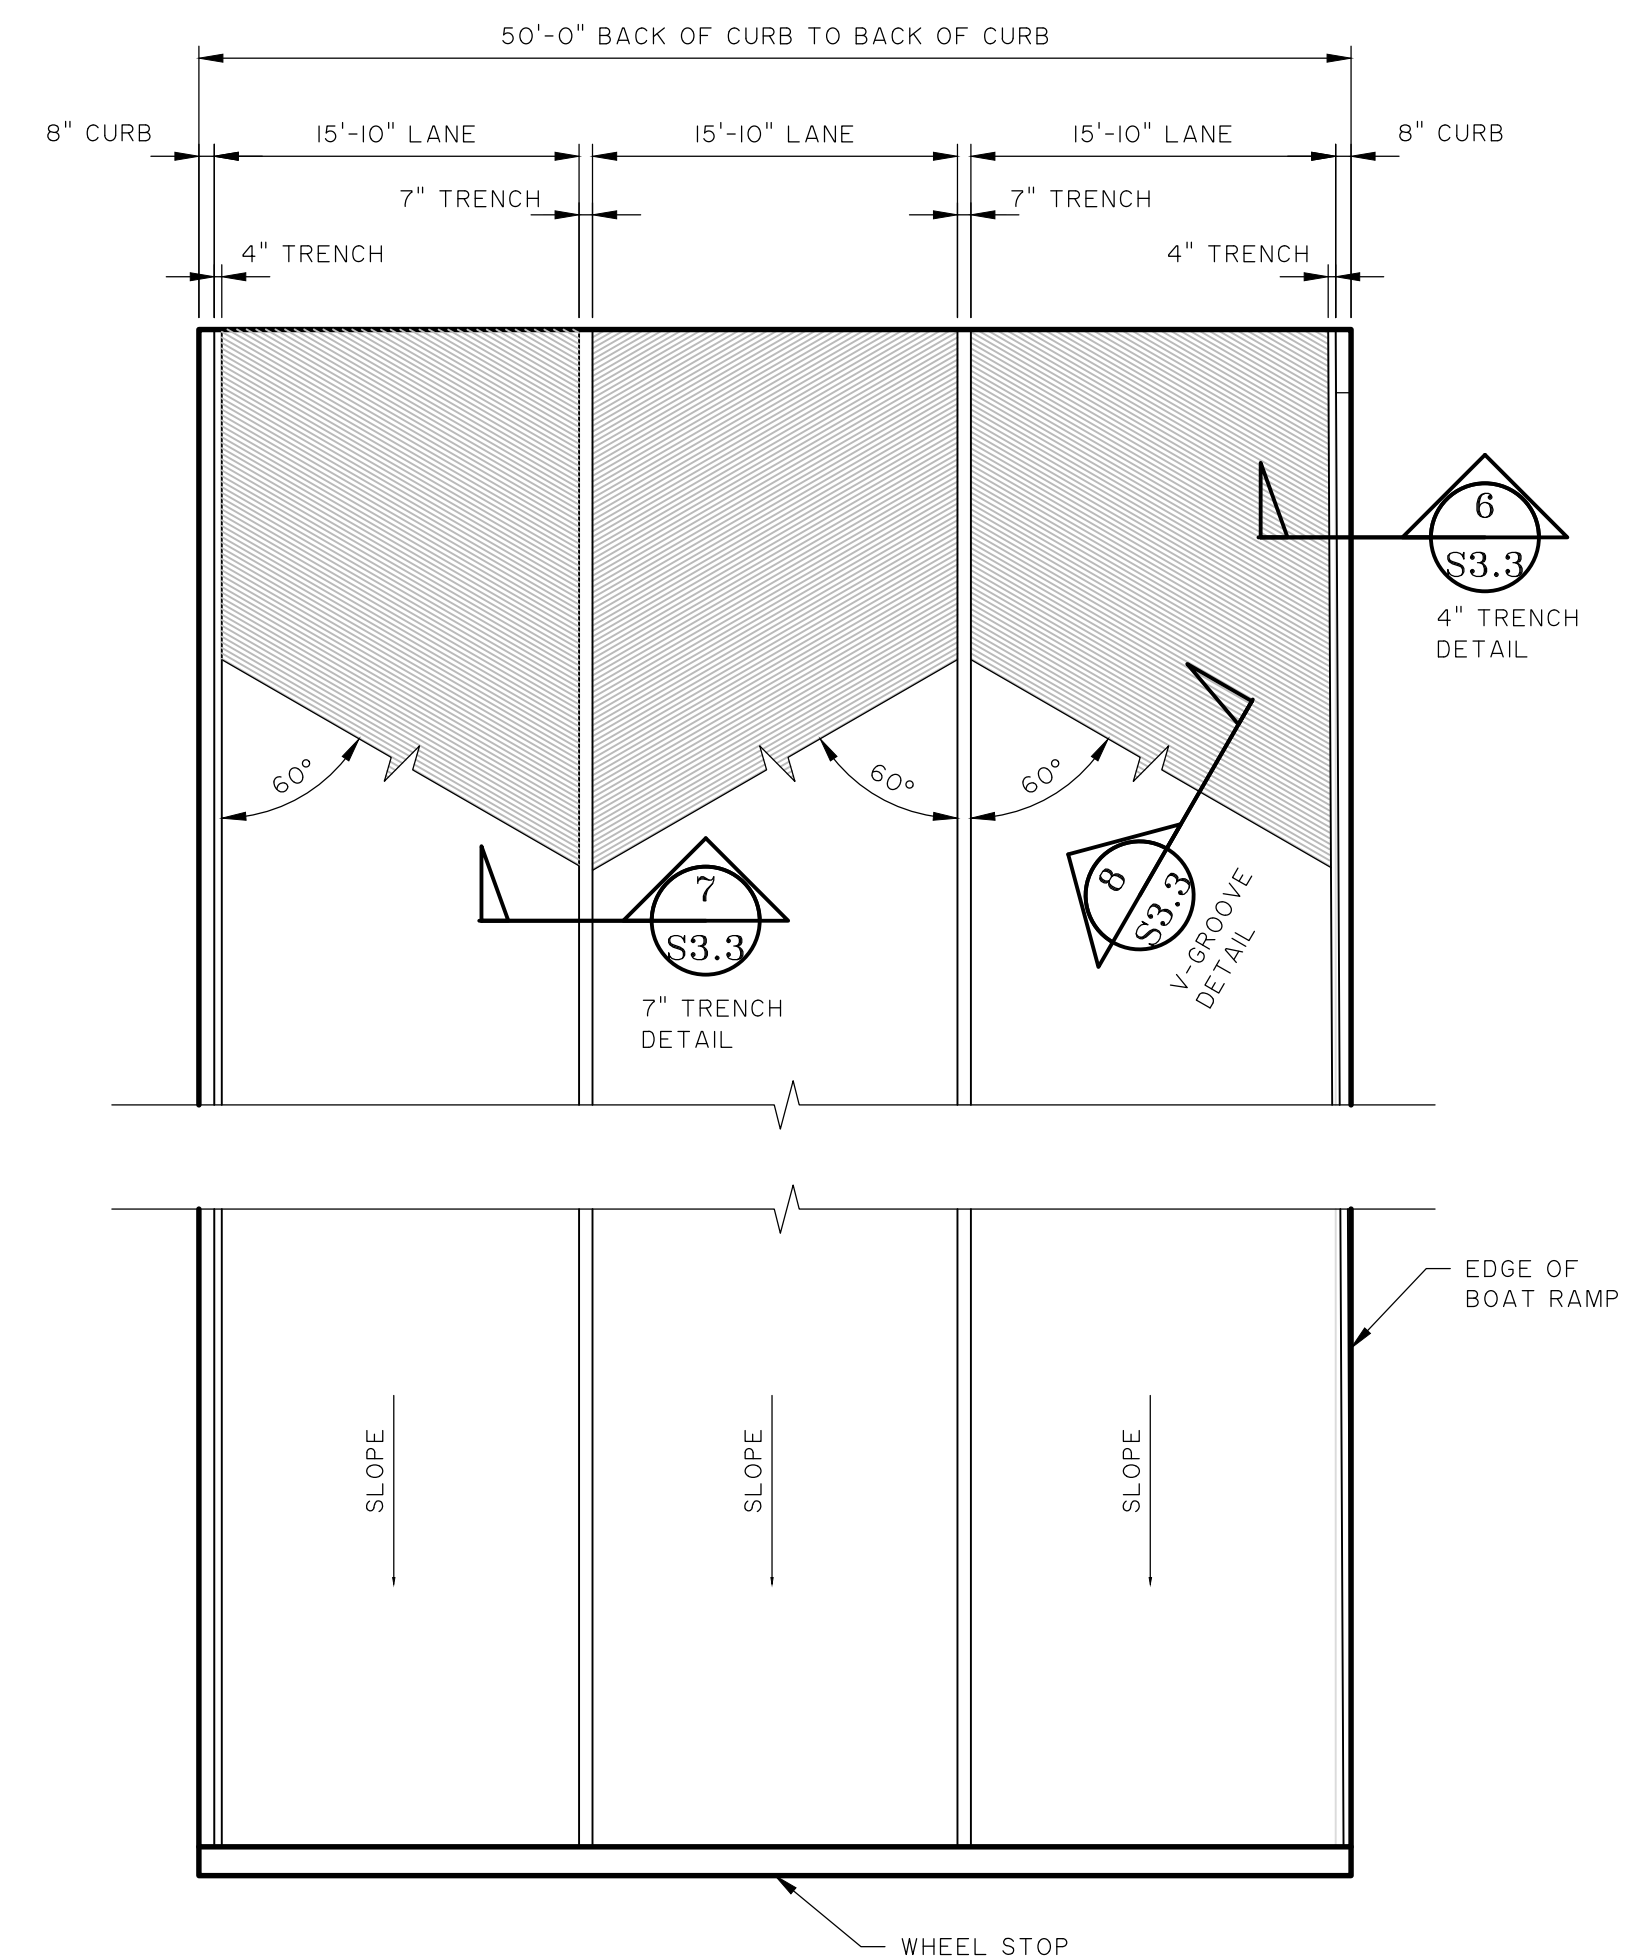 50'-0" BACK OF CURB TO BACK OF CURB
8" CURB
15'-10" LANE
15'-10" LANE
15'-10" LANE
8" CURB
7" TRENCH
7" TRENCH
4" TRENCH
4" TRENCH
6
S3.3
4" TRENCH
DETAIL
60°
60°
60°
7
S3.3
7" TRENCH
DETAIL
8
S3.3
V-GROOVE
DETAIL
EDGE OF
BOAT RAMP
SLOPE
SLOPE
SLOPE
WHEEL STOP